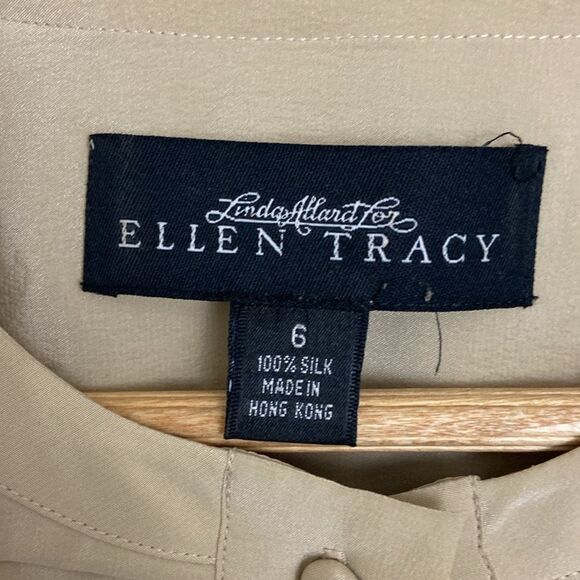 Linda Allard for
ELLEN TRACY
6
100% SILK
MADE IN
HONG KONG